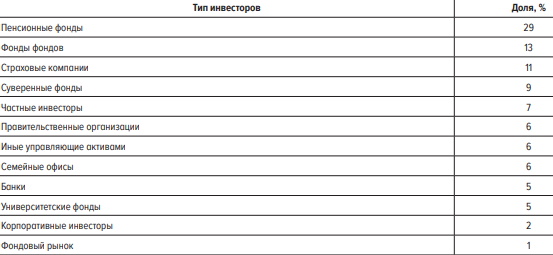 Тип инвесторов Доля, %
Пенсионные фонды 29
Фонды фондов 13
Страховые компании 11
Суверенные фонды 9
Частные инвесторы 7
Правительственные организации 6
Иные управляющие активами 6
Семейные офисы 6
Банки 5
Университетские фонды 5
Корпоративные инвесторы 2
Фондовый рынок 1